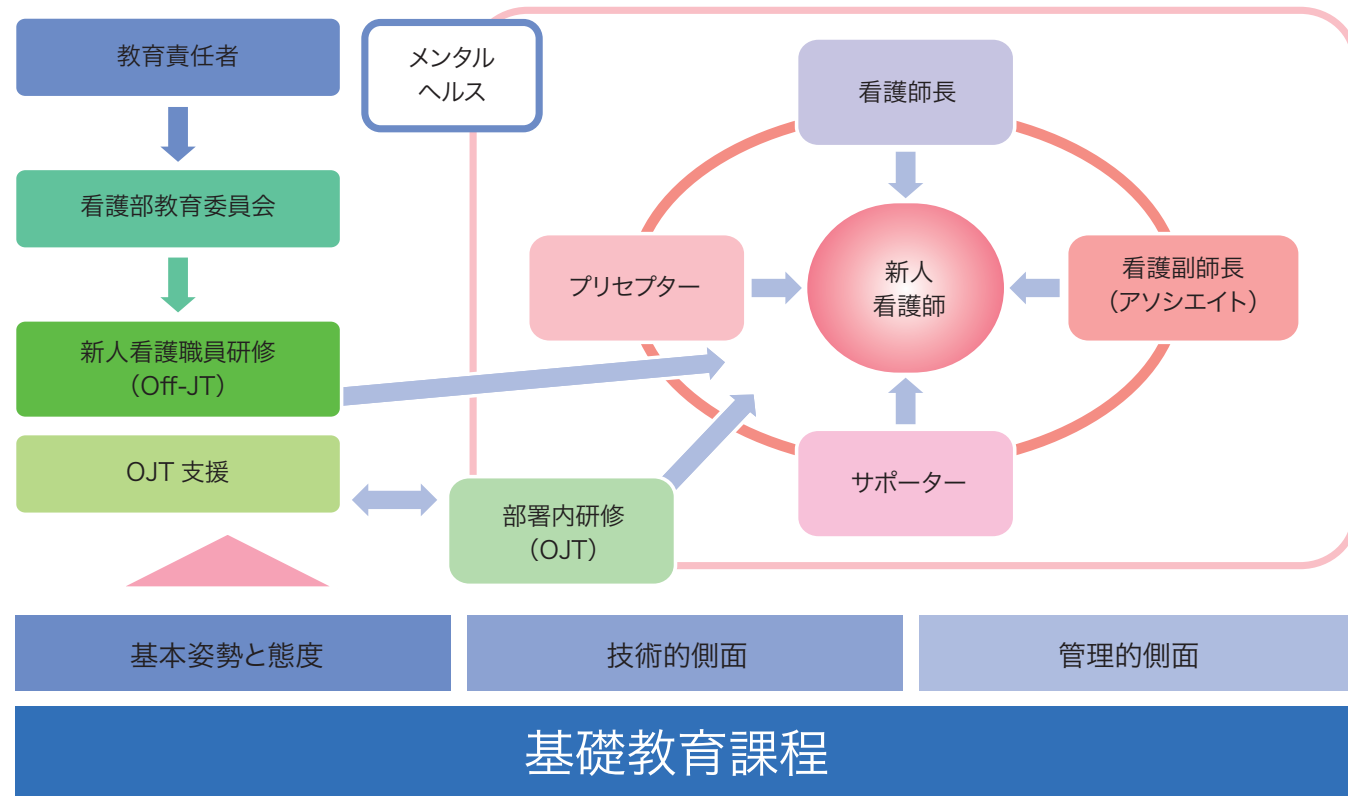 教育責任者
看護部教育委員会
新人看護職員研修
（Off-JT）
OJT 支援
メンタル
ヘルス
看護師長
プリセプター
新人
看護師
看護副師長
（アソシエイト）
サポーター
部署内研修
（OJT）
基本姿勢と態度
技術的側面
管理的側面
基礎教育課程